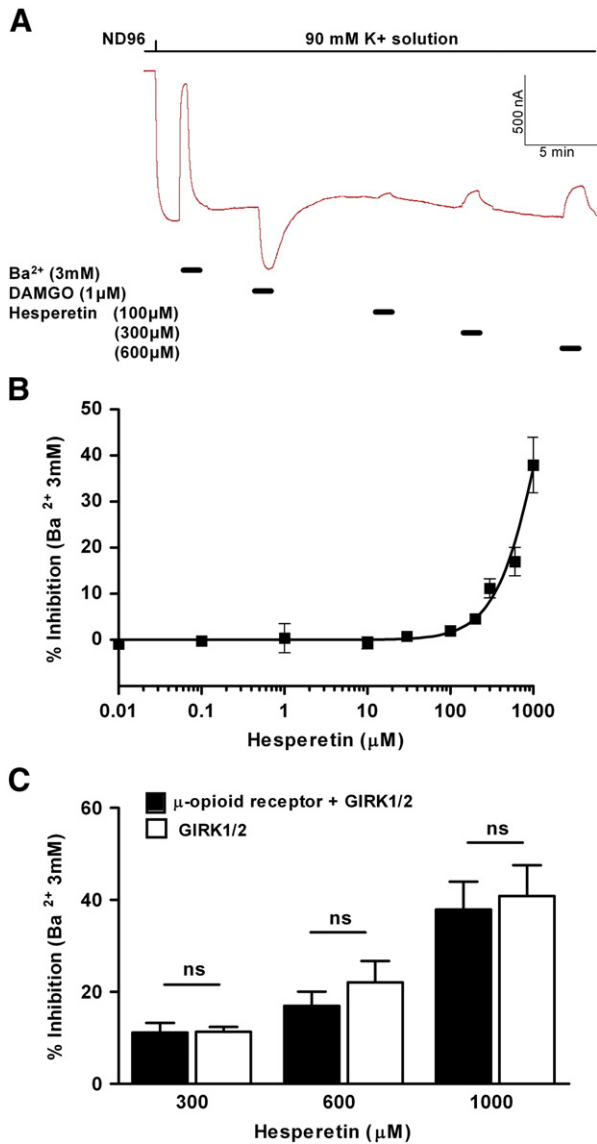 A
ND96 90 mM K+ solution
500 nA
5 min
Ba²⁺ (3mM)
DAMGO (1µM)
Hesperetin (100µM)
(300µM)
(600µM)
B
% Inhibition (Ba ²⁺ 3mM)
50
40
30
20
10
0
0.01 0.1 1 10 100 1000
Hesperetin (µM)
C
% Inhibition (Ba ²⁺ 3mM)
µ-opioid receptor + GIRK1/2
GIRK1/2
60
40
20
0
ns ns ns
300 600 1000
Hesperetin (µM)